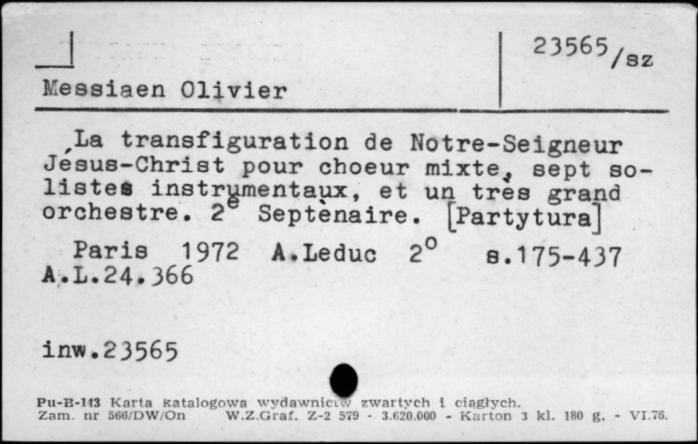 23565/sz
Messiaen Olivier
La transfiguration de Notre-Seigneur
Jésus-Christ pour choeur mixte, sept so-
listes instrumentaux, et un très grand
orchestre. 2e Septènaire. [Partytura]
Paris 1972 A.Leduc 2° s.175-437
A.L.24.366
inw.23565
Pu-B-143 Karta katalogowa wydawnictw zwartych i ciągłych.
Zam. nr 566/DW/On W.Z.Graf. Z-2 579 - 3.620.000 - Karton 3 kl. 180 g. - VI.76.